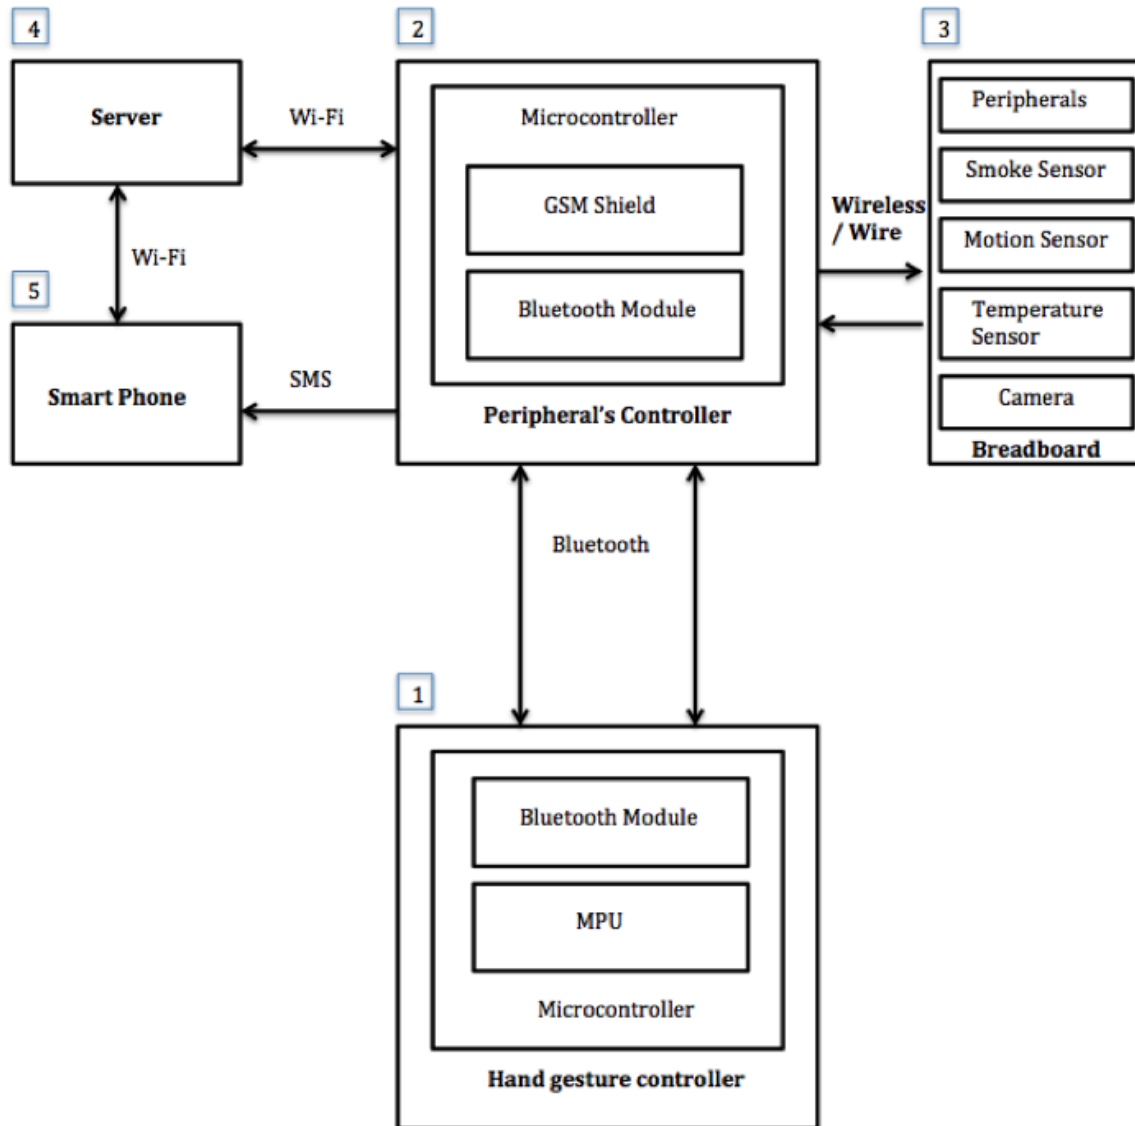 4
Server
Wi-Fi
Wi-Fi
5
Smart Phone
SMS
2
Microcontroller
GSM Shield
Bluetooth Module
Peripheral's Controller
Wireless
/ Wire
3
Peripherals
Smoke Sensor
Motion Sensor
Temperature
Sensor
Camera
Breadboard
Bluetooth
1
Bluetooth Module
MPU
Microcontroller
Hand gesture controller